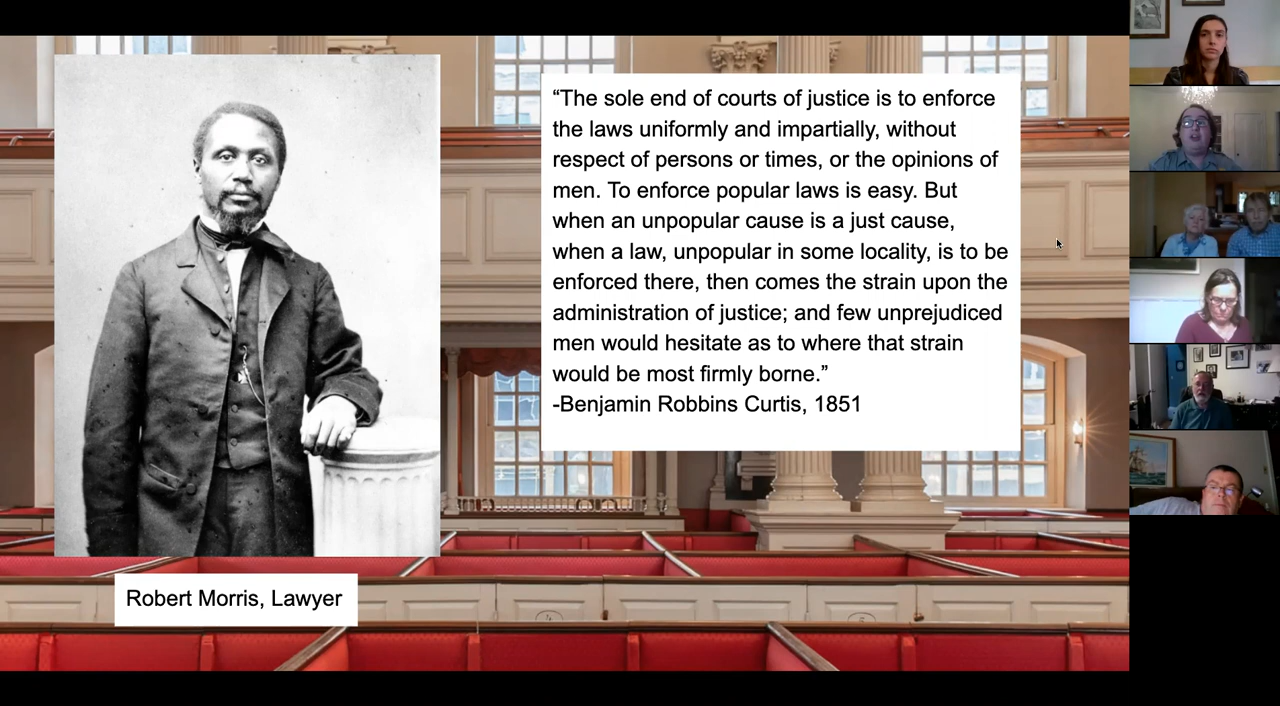 “The sole end of courts of justice is to enforce
the laws uniformly and impartially, without
respect of persons or times, or the opinions of
men. To enforce popular laws is easy. But
when an unpopular cause is a just cause,
when a law, unpopular in some locality, is to be
enforced there, then comes the strain upon the
administration of justice; and few unprejudiced
men would hesitate as to where that strain
would be most firmly borne.”
-Benjamin Robbins Curtis, 1851
Robert Morris, Lawyer